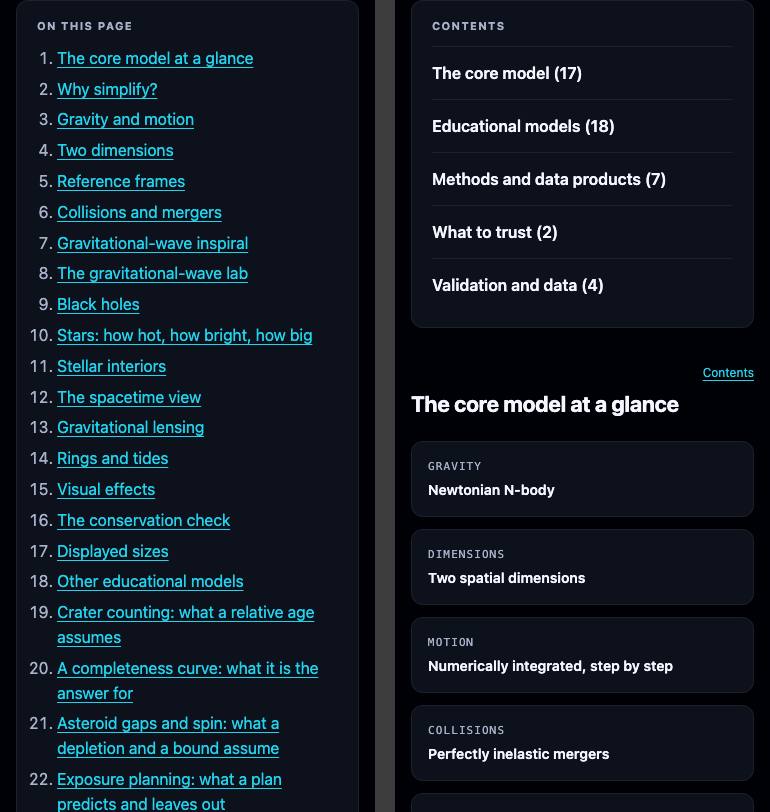 ON THIS PAGE
1. The core model at a glance
2. Why simplify?
3. Gravity and motion
4. Two dimensions
5. Reference frames
6. Collisions and mergers
7. Gravitational-wave inspiral
8. The gravitational-wave lab
9. Black holes
10. Stars: how hot, how bright, how big
11. Stellar interiors
12. The spacetime view
13. Gravitational lensing
14. Rings and tides
15. Visual effects
16. The conservation check
17. Displayed sizes
18. Other educational models
19. Crater counting: what a relative age
assumes
20. A completeness curve: what it is the
answer for
21. Asteroid gaps and spin: what a
depletion and a bound assume
22. Exposure planning: what a plan
predicts and leaves out
CONTENTS
The core model (17)
Educational models (18)
Methods and data products (7)
What to trust (2)
Validation and data (4)
Contents
The core model at a glance
GRAVITY
Newtonian N-body
DIMENSIONS
Two spatial dimensions
MOTION
Numerically integrated, step by step
COLLISIONS
Perfectly inelastic mergers